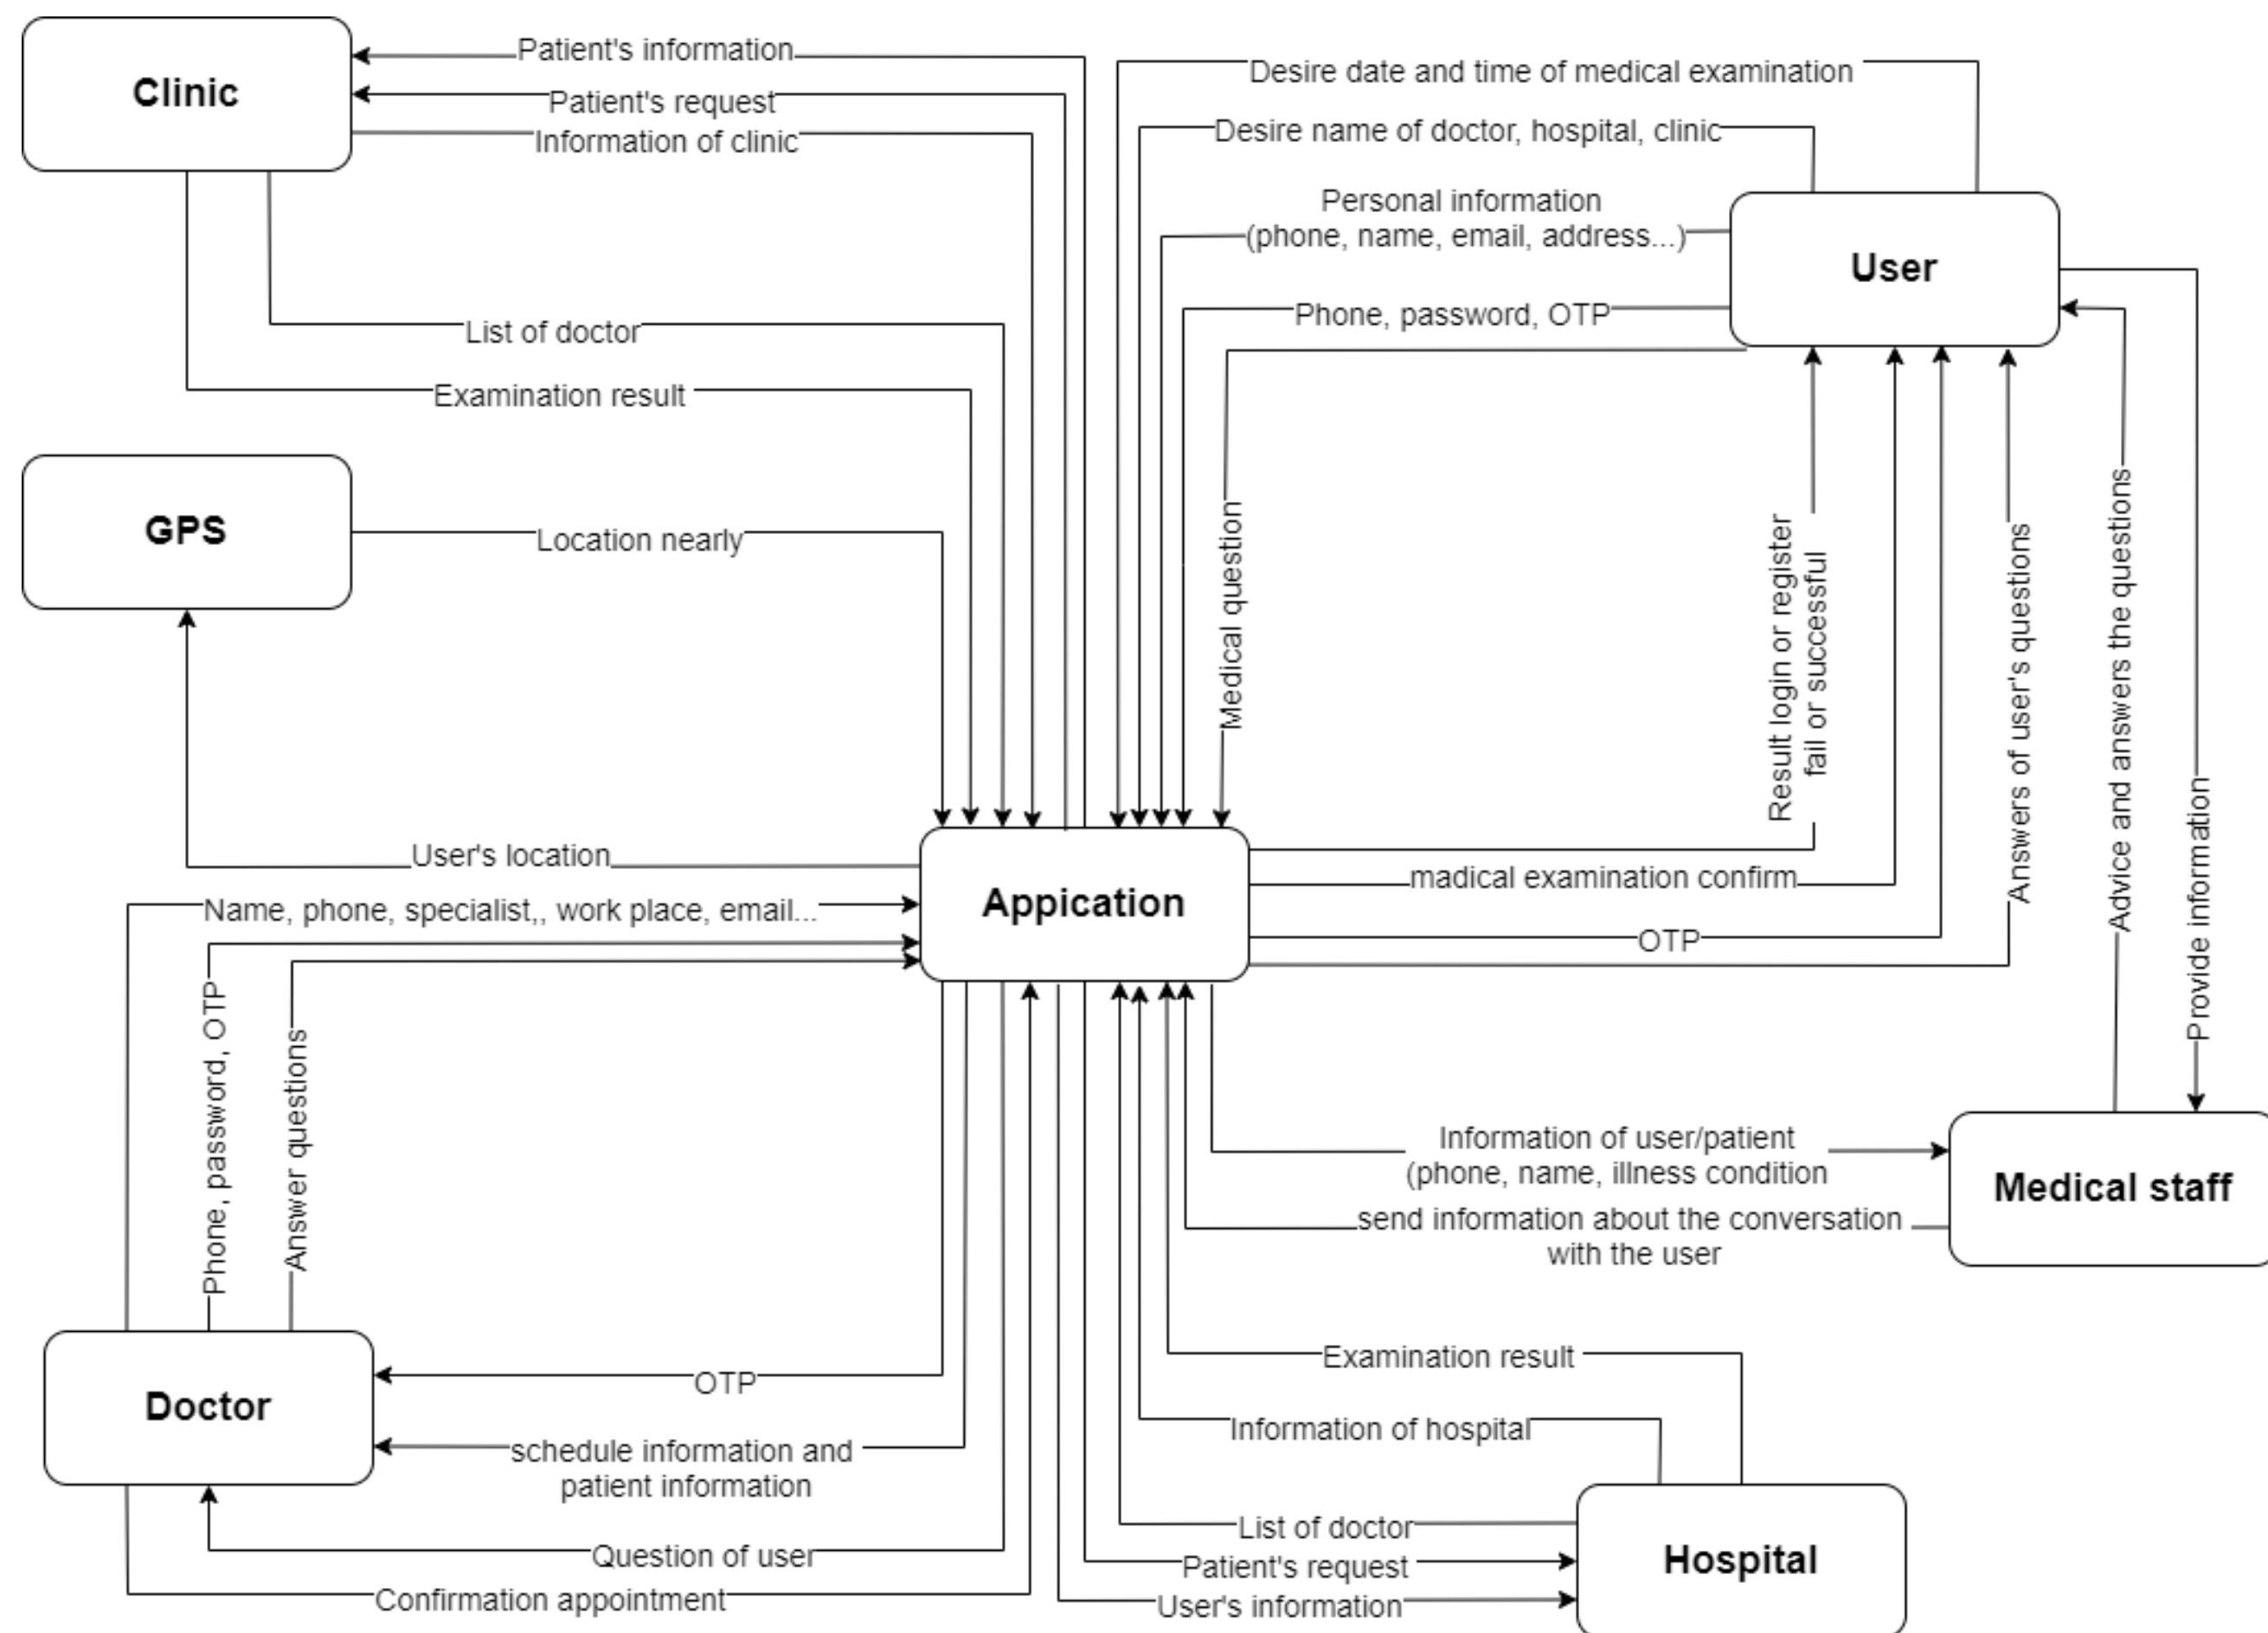 Clinic
Patient's information
Patient's request
Information of clinic
List of doctor
Examination result
Desire date and time of medical examination
Desire name of doctor, hospital, clinic
Personal information
(phone, name, email, address...)
Phone, password, OTP
User
GPS
Location nearly
User's location
Medical question
Result login or register
fail or successful
Answers of user's questions
Advice and answers the questions
Provide information
Appication
madical examination confirm
OTP
Name, phone, specialist,, work place, email...
Phone, password, OTP
Answer questions
Information of user/patient
(phone, name, illness condition
send information about the conversation
with the user
Medical staff
Doctor
OTP
schedule information and
patient information
Question of user
Confirmation appointment
Examination result
Information of hospital
List of doctor
Patient's request
User's information
Hospital